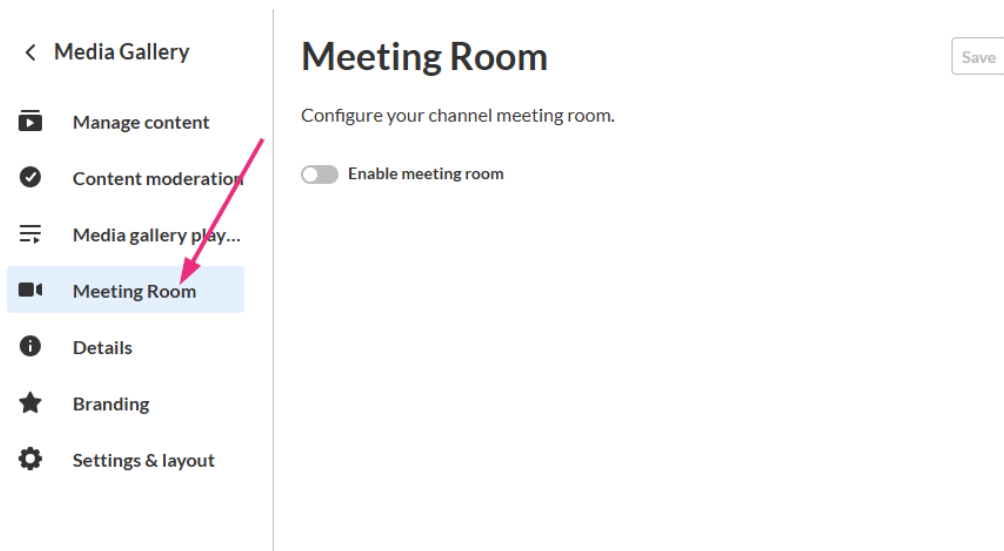 Media Gallery
Manage content
Content moderation
Media gallery play...
Meeting Room
Details
Branding
Settings & layout
Meeting Room
Save
Configure your channel meeting room.
Enable meeting room